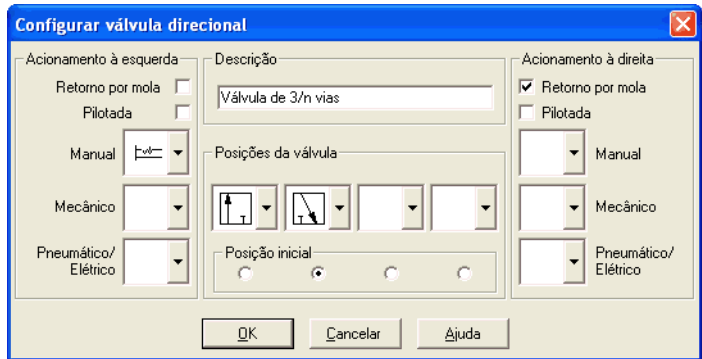 Configurar válvula direcional
Acionamento à esquerda
Retorno por mola
Pilotada
Manual
Mecânico
Pneumático/
Elétrico
Descrição
Válvula de 3/n vias
Posições da válvula
T
T
Posição inicial
Acionamento à direita
Retorno por mola
Pilotada
Manual
Mecânico
Pneumático/
Elétrico
OK
Cancelar
Ajuda